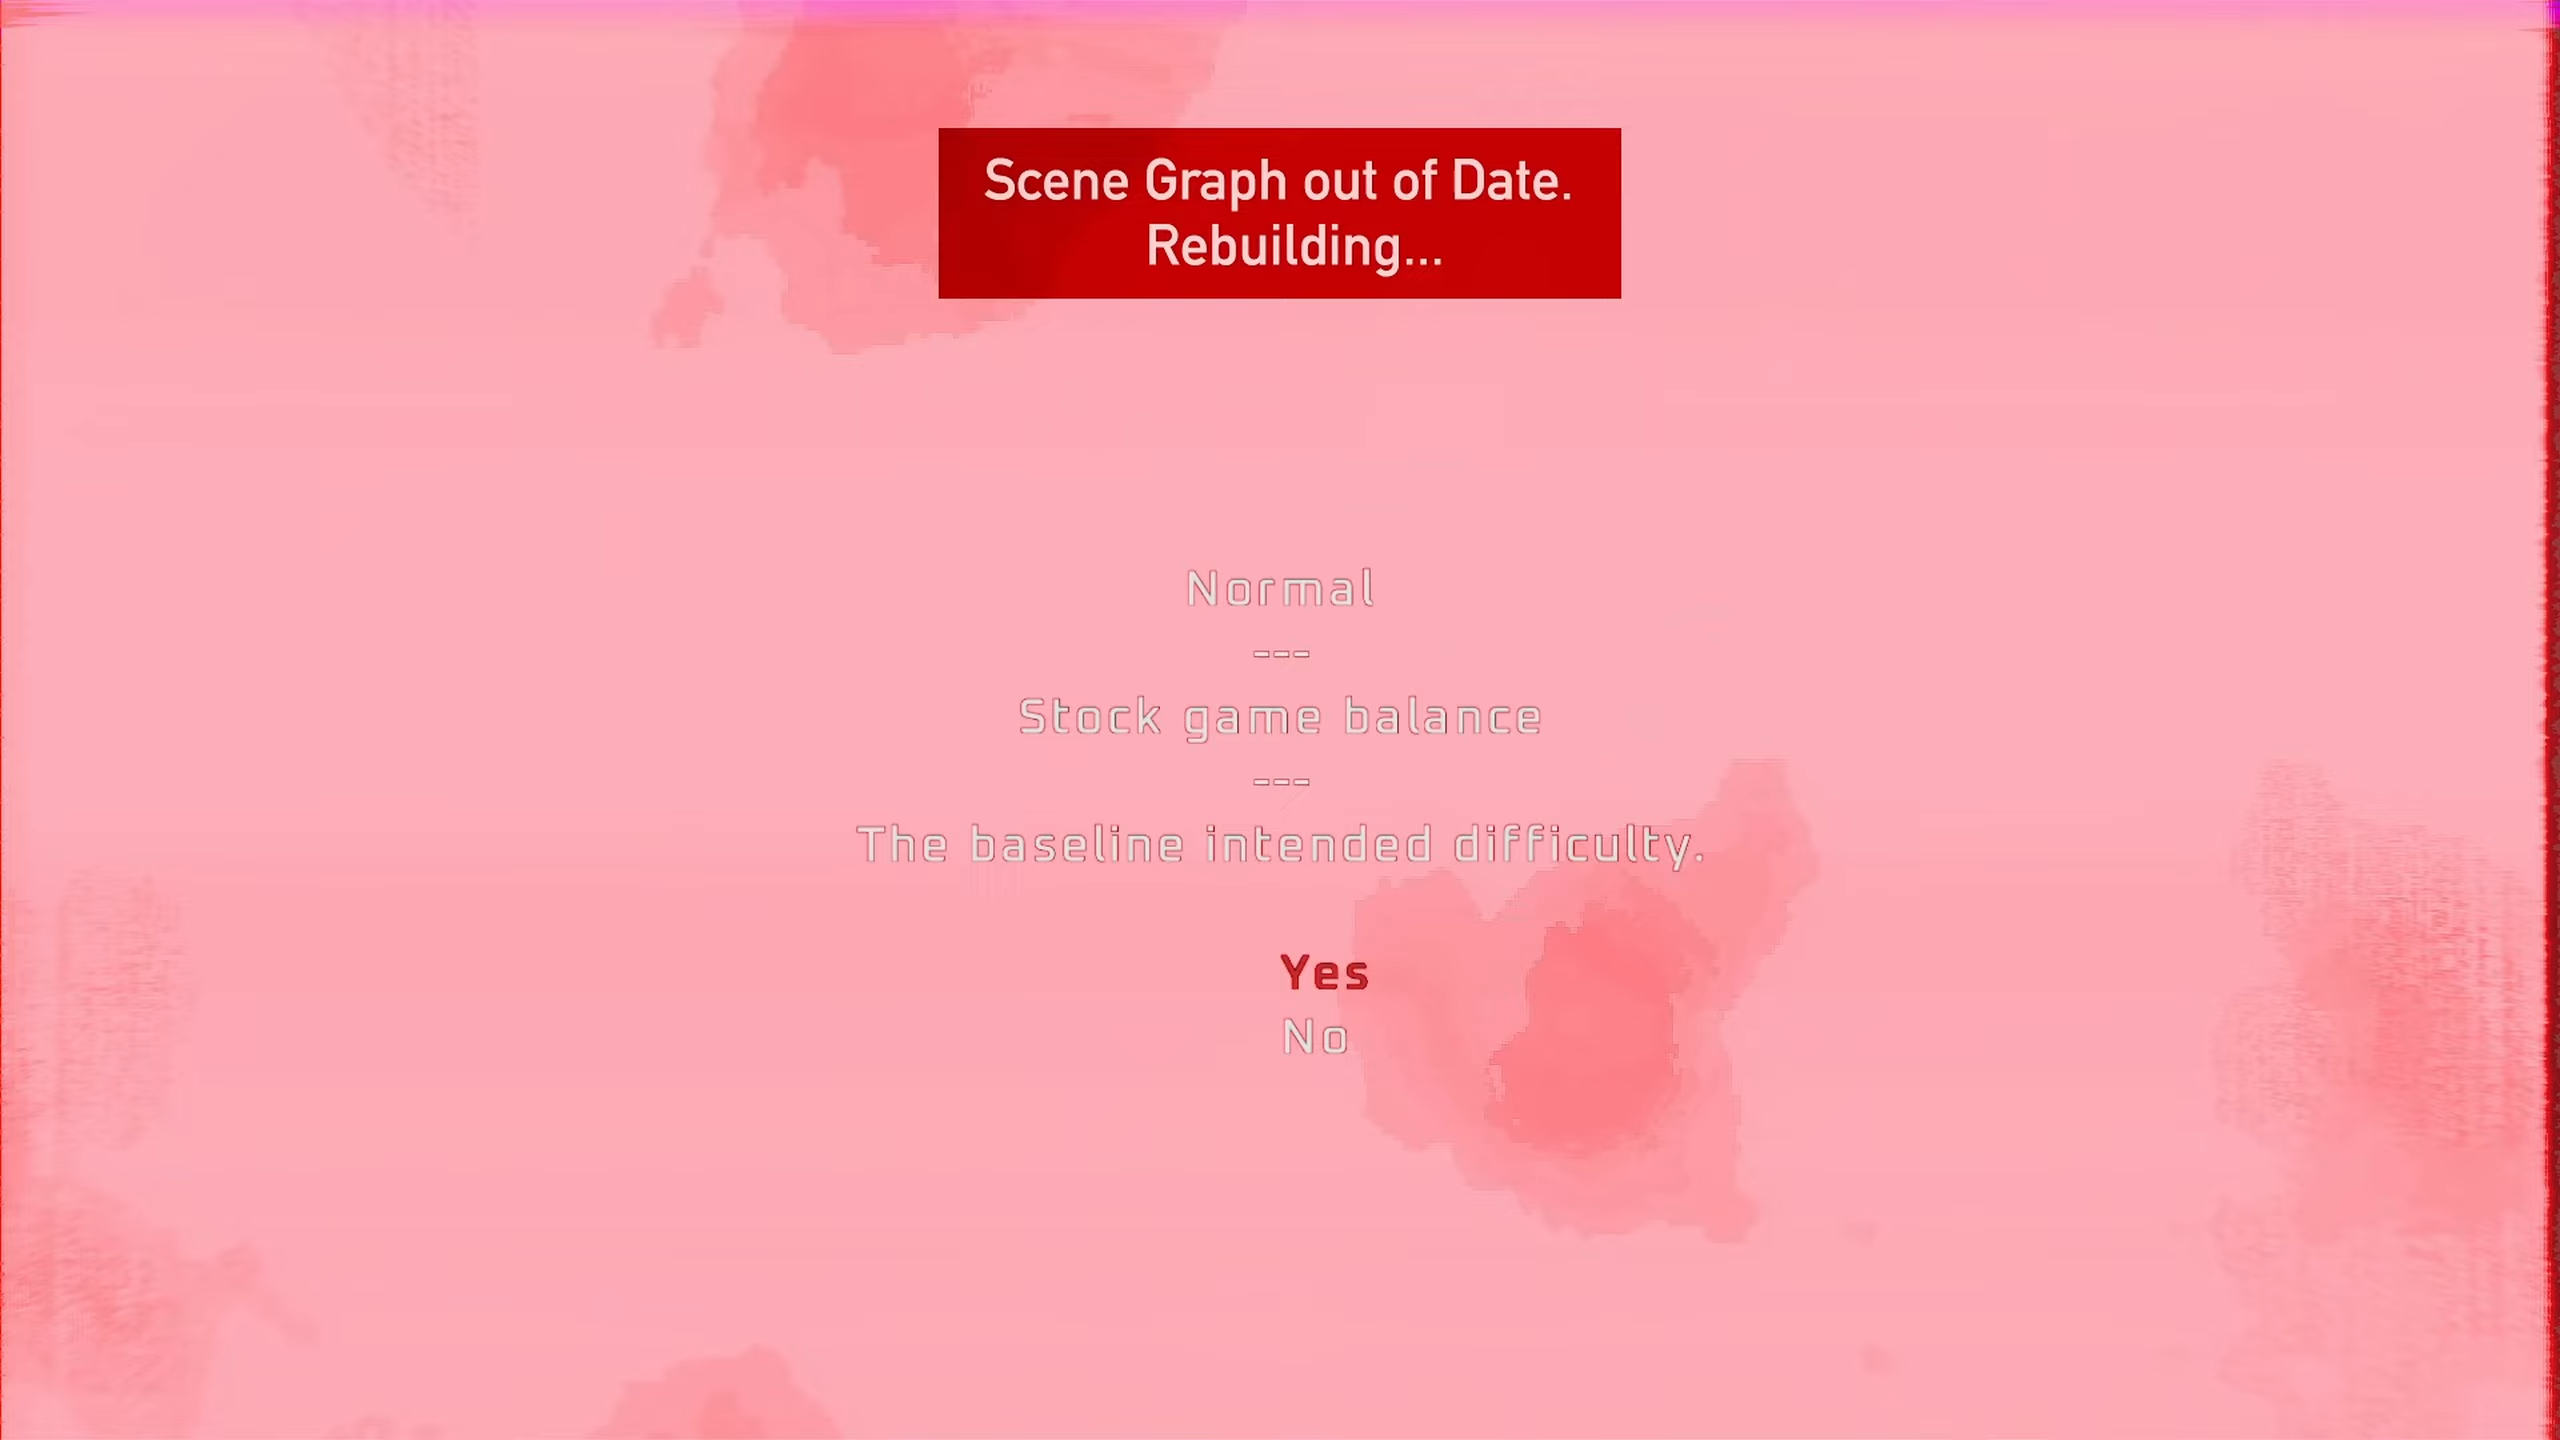 Scene Graph out of Date.
Rebuilding...
Normal
---
Stock game balance
---
The baseline intended difficulty.
Yes
No